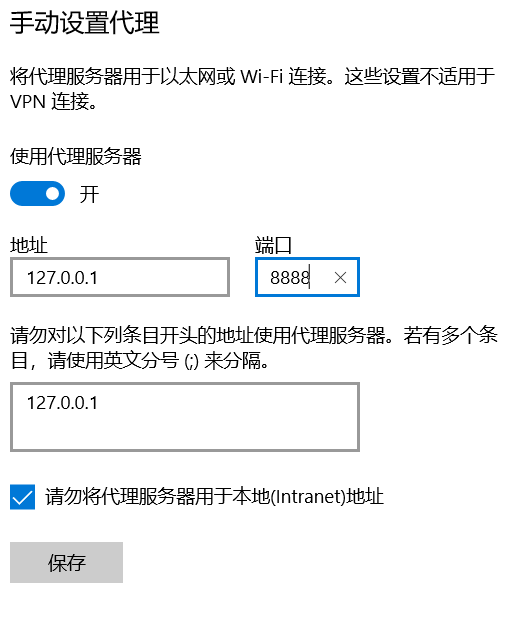 手动设置代理
将代理服务器用于以太网或 Wi-Fi 连接。这些设置不适用于
VPN 连接。
使用代理服务器
开
地址 端口
127.0.0.1 8888
请勿对以下列条目开头的地址使用代理服务器。若有多个条
目，请使用英文分号 (;) 来分隔。
127.0.0.1
请勿将代理服务器用于本地(Intranet)地址
保存